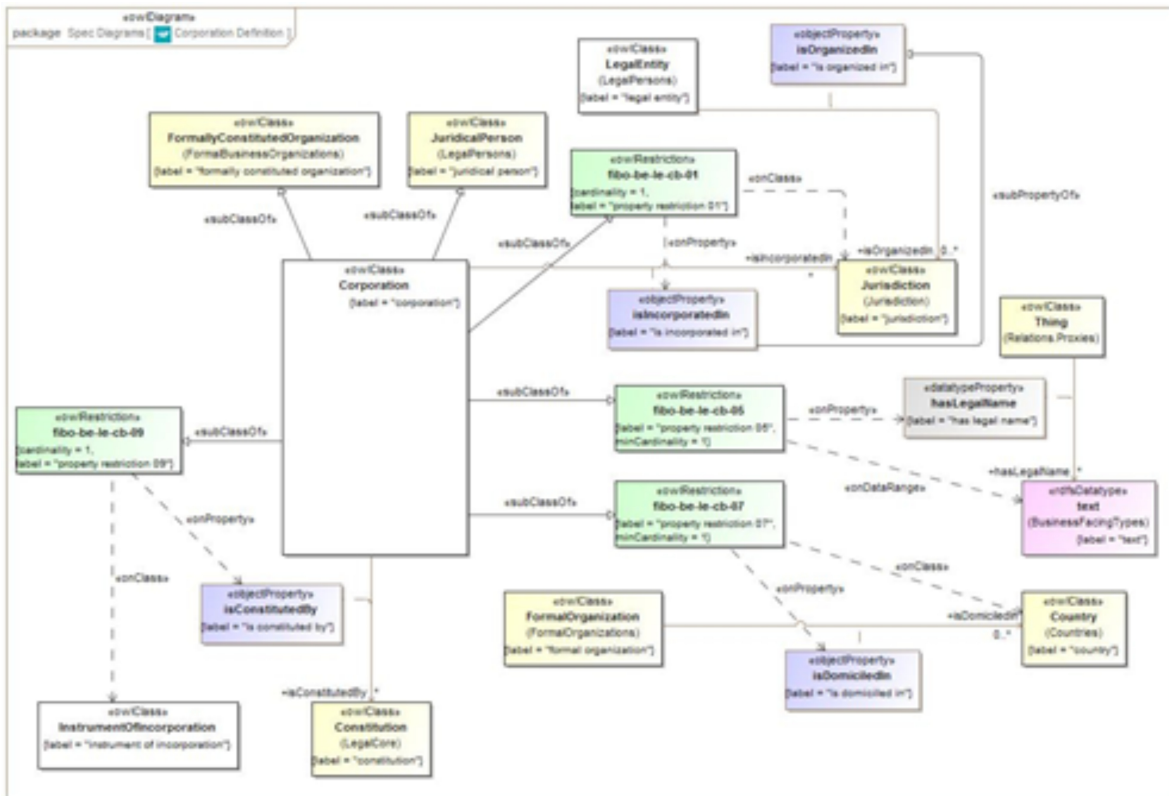 «owlDiagram»
package Spec Diagrams [ Corporation Definition ]
«objectProperty»
isOrganizedIn
{label = "is organized in"}
«owlClass»
LegalEntity
(LegalPersons)
{label = "legal entity"}
«owlClass»
FormallyConstitutedOrganization
(FormalBusinessOrganizations)
{label = "formally constituted organization"}
«owlClass»
JuridicalPerson
(LegalPersons)
{label = "juridical person"}
«owlRestriction»
fibo-be-le-cb-01
{cardinality = 1,
label = "property restriction 01"}
«onClass»
«subPropertyOf»
«subClassOf»
«subClassOf»
«subClassOf»
«onProperty»
+isIncorporatedIn
*
+isOrganizedIn
0..*
«owlClass»
Corporation
{label = "corporation"}
«owlClass»
Jurisdiction
(Jurisdiction)
{label = "jurisdiction"}
«objectProperty»
isIncorporatedIn
{label = "is incorporated in"}
«owlClass»
Thing
(Relations Proxies)
«subClassOf»
«owlRestriction»
fibo-be-le-cb-05
{label = "property restriction 05",
minCardinality = 1}
«onProperty»
«datatypeProperty»
hasLegalName
{label = "has legal name"}
«owlRestriction»
fibo-be-le-cb-09
{cardinality = 1,
label = "property restriction 09"}
«subClassOf»
«onDataRange»
+hasLegalName
*
«subClassOf»
«owlRestriction»
fibo-be-le-cb-07
{label = "property restriction 07",
minCardinality = 1}
«rdfsDatatype»
text
(BusinessFacingTypes)
{label = "text"}
«onProperty»
«onClass»
«onClass»
«onProperty»
«objectProperty»
isConstitutedBy
{label = "is constituted by"}
«owlClass»
FormalOrganization
(FormalOrganizations)
{label = "formal organization"}
+isDomiciledIn
0..*
«owlClass»
Country
(Countries)
{label = "country"}
«objectProperty»
isDomiciledIn
{label = "is domiciled in"}
+isConstitutedBy
*
«owlClass»
InstrumentOfIncorporation
{label = "instrument of incorporation"}
«owlClass»
Constitution
(LegalCore)
{label = "constitution"}